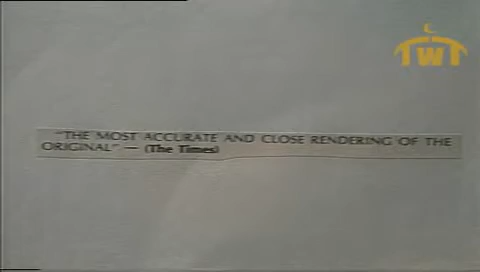 TWT
"THE MOST ACCURATE AND CLOSE RENDERING OF THE
ORIGINAL" — (The Times)